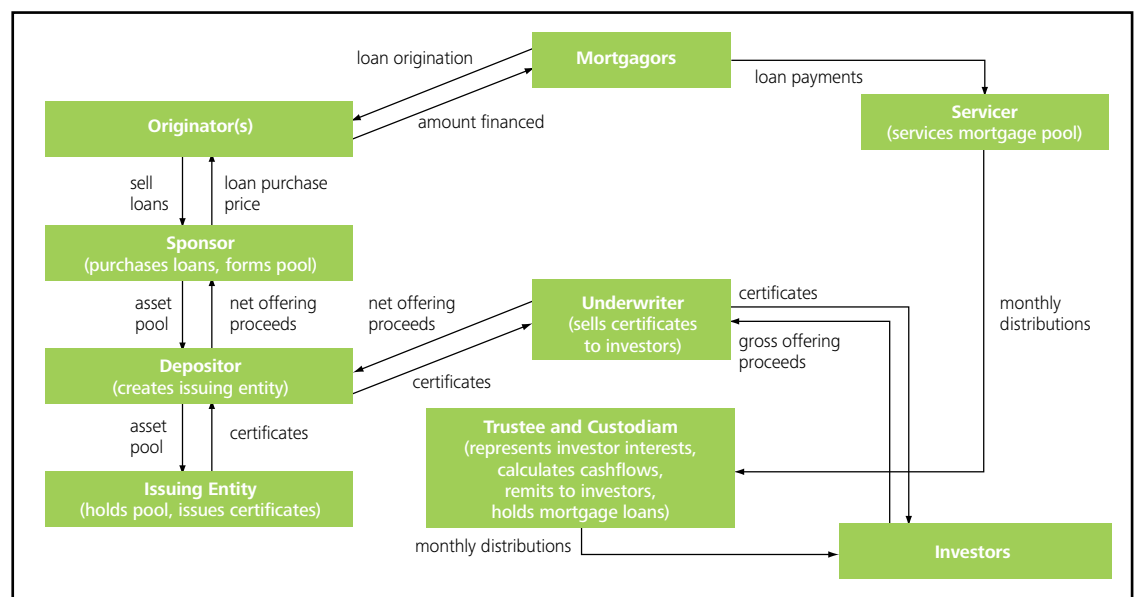 loan origination
Mortgagors
loan payments
Servicer
(services mortgage pool)
Originator(s)
amount financed
sell
loans
loan purchase
price
Sponsor
(purchases loans, forms pool)
asset
pool
net offering
proceeds
net offering
proceeds
Underwriter
(sells certificates
to investors)
certificates
gross offering
proceeds
monthly
distributions
Depositor
(creates issuing entity)
certificates
asset
pool
certificates
Trustee and Custodiam
(represents investor interests,
calculates cashflows,
remits to investors,
holds mortgage loans)
Issuing Entity
(holds pool, issues certificates)
monthly distributions
Investors